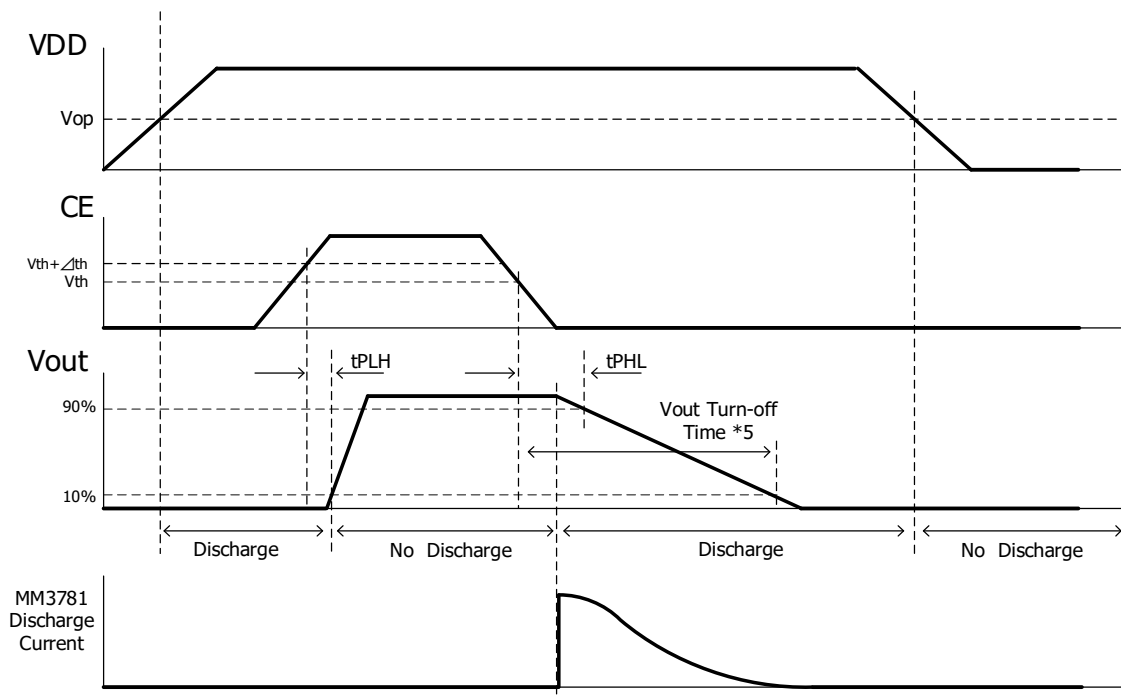 VDD
Vop
CE
Vth+⊿th
Vth
Vout
tPLH
tPHL
90%
Vout Turn-off
Time *5
10%
Discharge
No Discharge
Discharge
No Discharge
MM3781
Discharge
Current